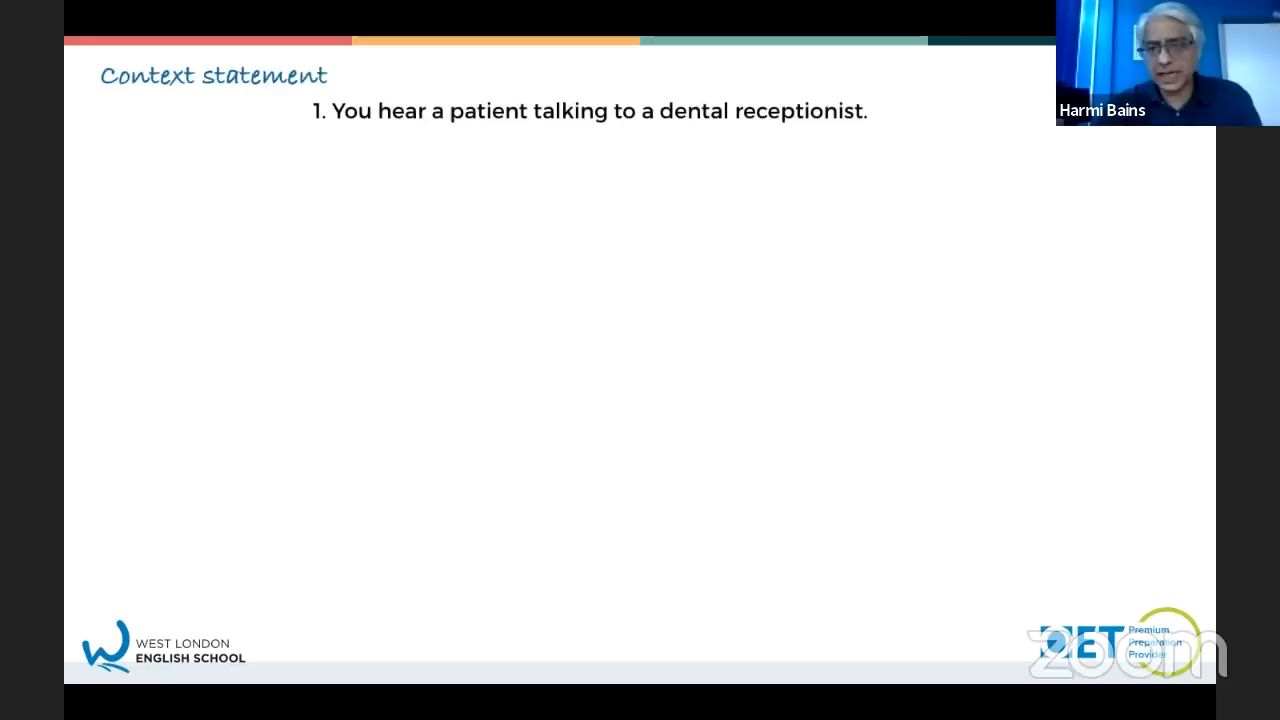 Context statement
1. You hear a patient talking to a dental receptionist.
Harmi Bains
WEST LONDON
ENGLISH SCHOOL
OET
Premium
Preparation
Provider
zoom